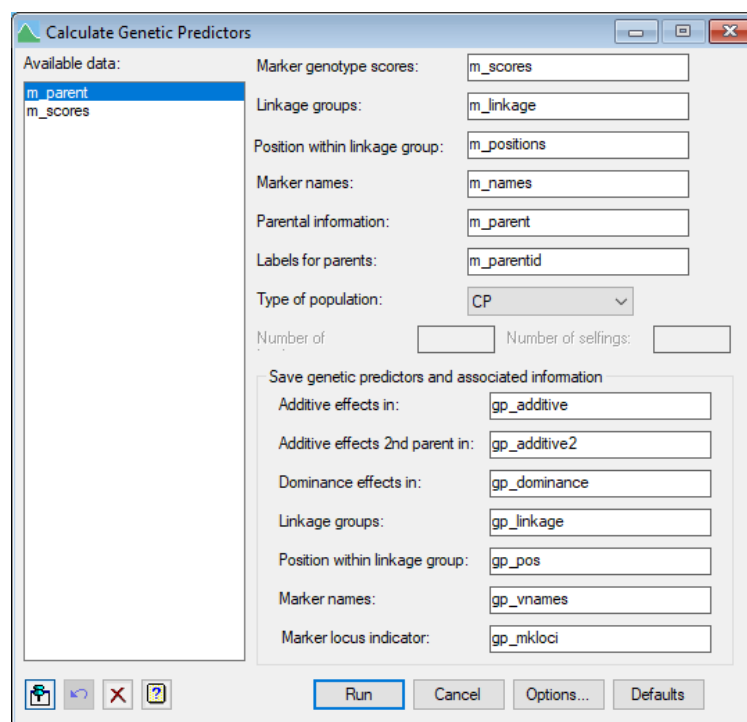 Calculate Genetic Predictors
Available data:
m_parent
m_scores
Marker genotype scores: m_scores
Linkage groups: m_linkage
Position within linkage group: m_positions
Marker names: m_names
Parental information: m_parent
Labels for parents: m_parentid
Type of population: CP
Number of Number of selfings:
Save genetic predictors and associated information
Additive effects in: gp_additive
Additive effects 2nd parent in: gp_additive2
Dominance effects in: gp_dominance
Linkage groups: gp_linkage
Position within linkage group: gp_pos
Marker names: gp_vnames
Marker locus indicator: gp_mkloci
Run Cancel Options... Defaults